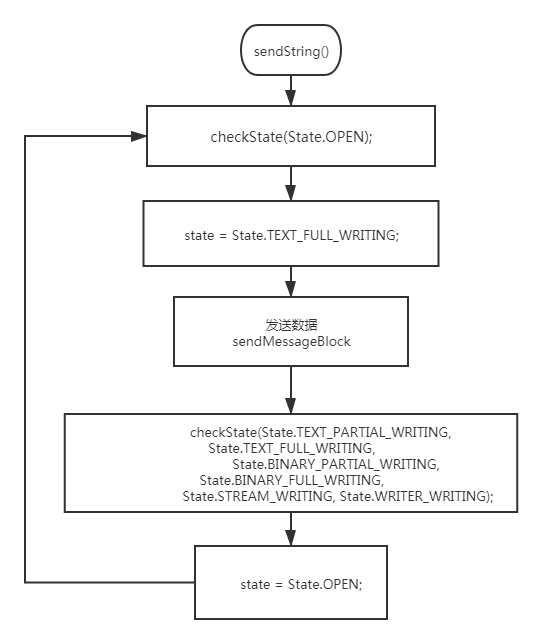 sendString()
checkState(State.OPEN);
state = State.TEXT_FULL_WRITING;
发送数据
sendMessageBlock
checkState(State.TEXT_PARTIAL_WRITING,
State.TEXT_FULL_WRITING,
State.BINARY_PARTIAL_WRITING,
State.BINARY_FULL_WRITING,
State.STREAM_WRITING, State.WRITER_WRITING);
state = State.OPEN;